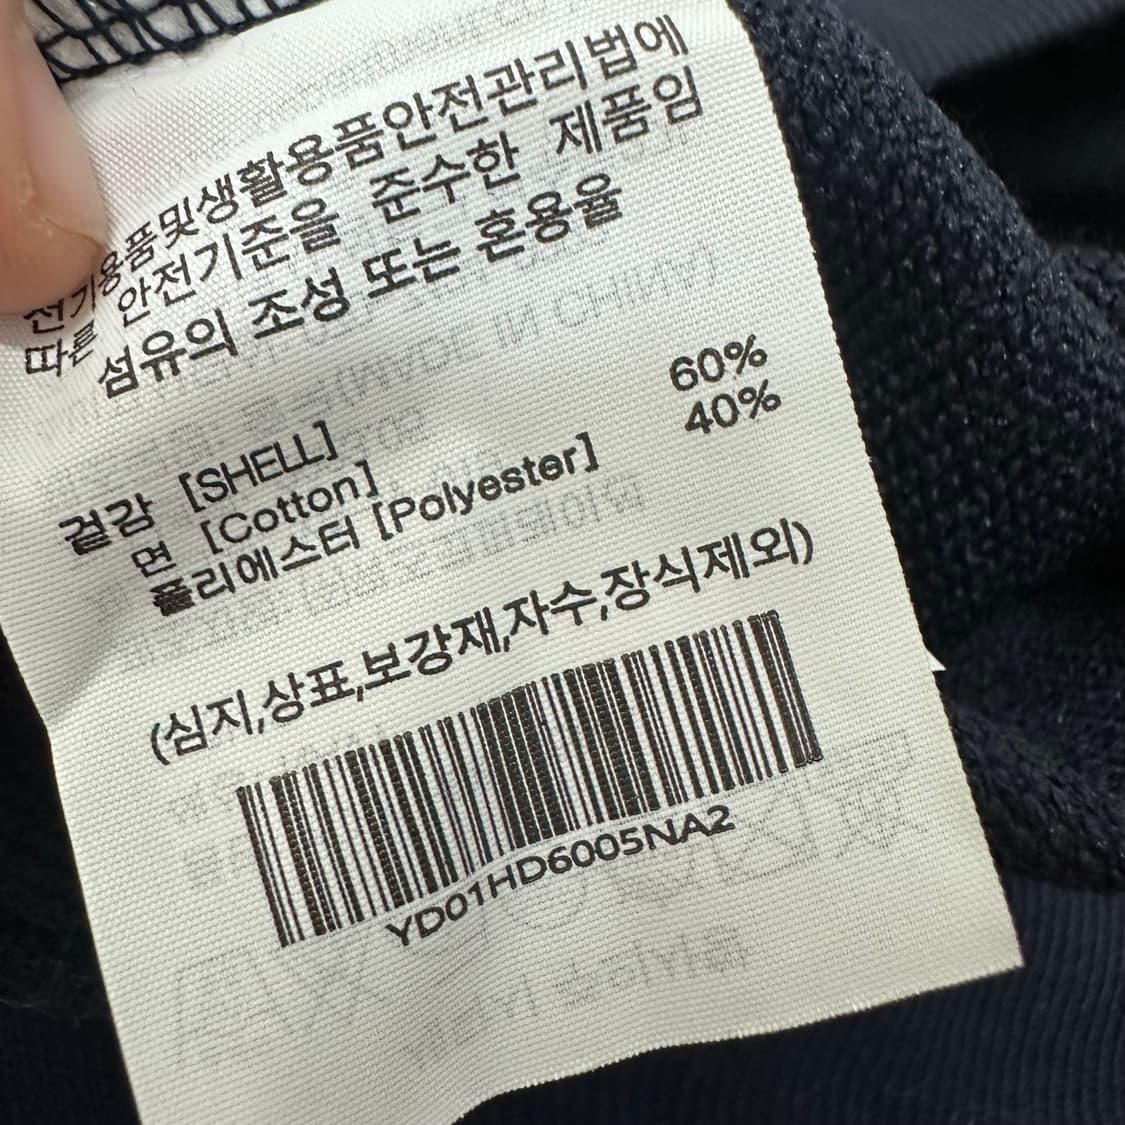 전기용품및생활용품안전관리법에
따른 안전기준을 준수한 제품임
섬유의 조성 또는 혼용율
겉감 [SHELL]
면 [Cotton] 60%
폴리에스터 [Polyester] 40%
(심지,상표,보강재,자수,장식제외)
YD01HD6005NA2